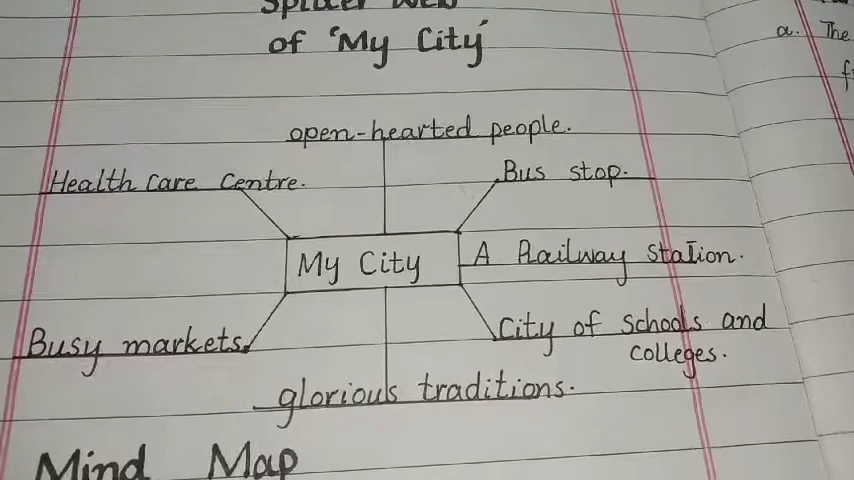 of 'My City'
open-hearted people.
Health care centre.
Bus stop.
My City
A Railway station.
Busy markets.
City of schools and
colleges.
glorious traditions.
Mind Map
a. The